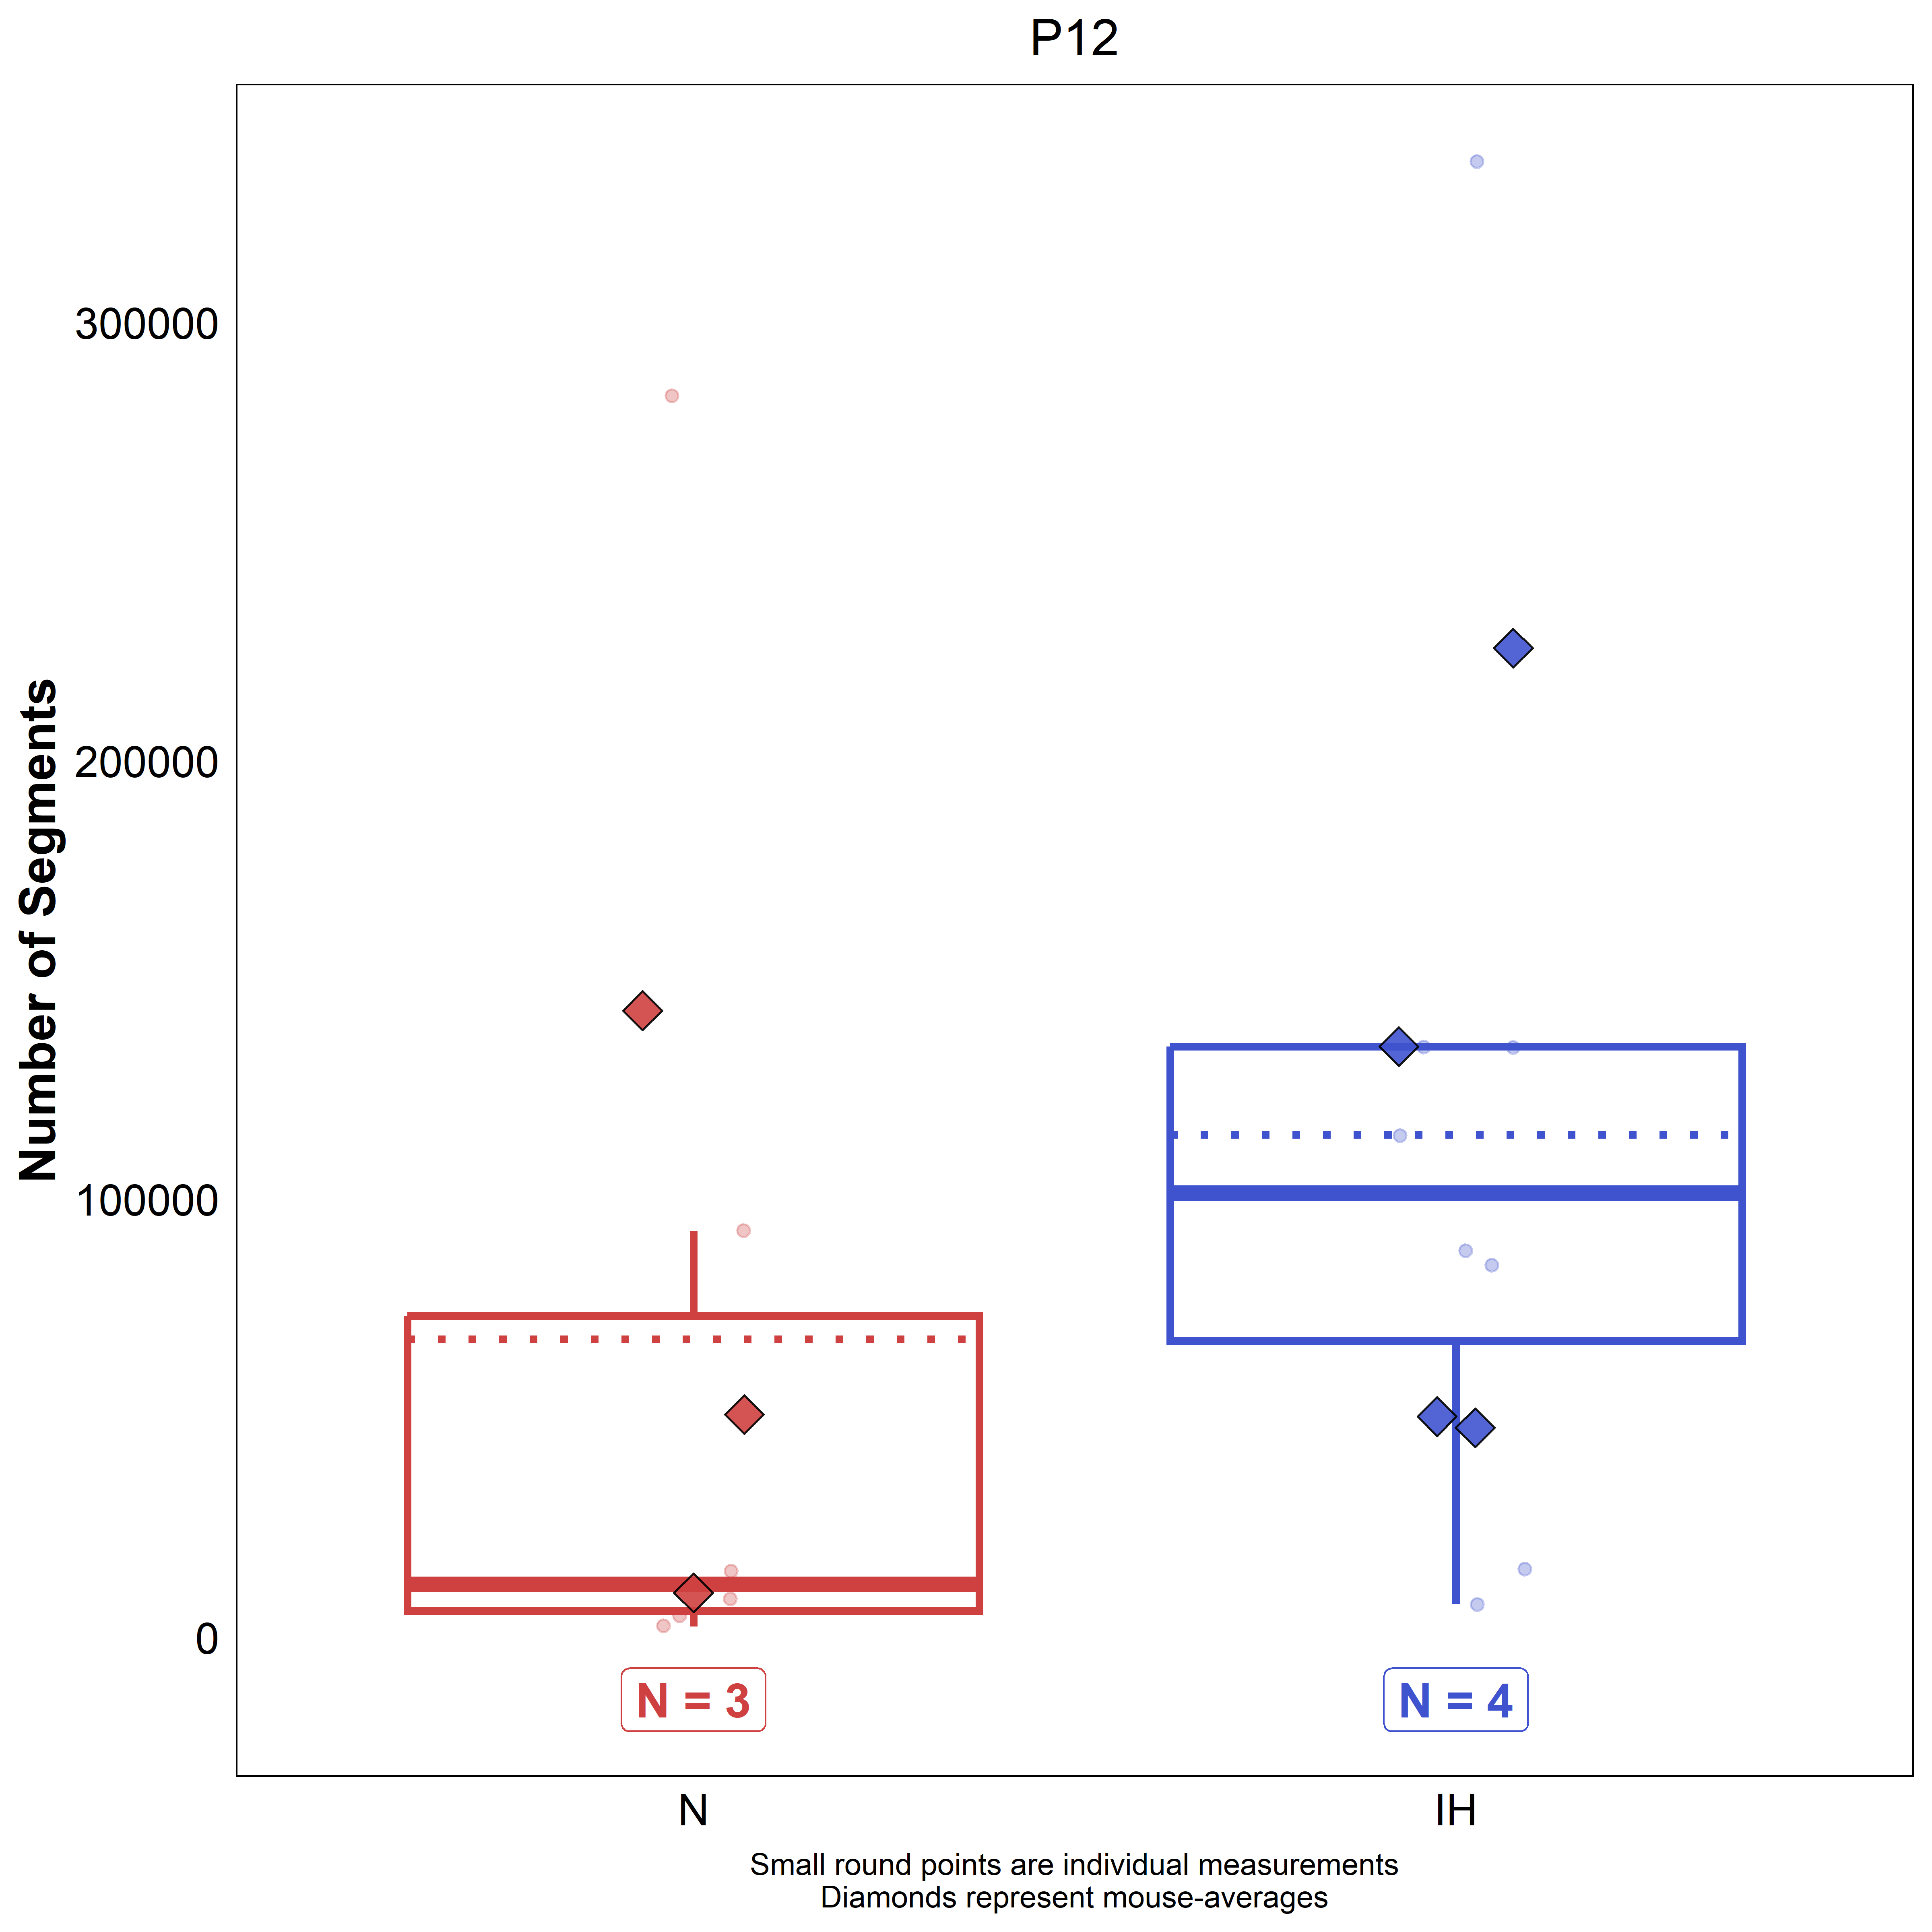 P12
Number of Segments
300000
200000
100000
0
N = 3
N = 4
N
IH
Small round points are individual measurements
Diamonds represent mouse-averages